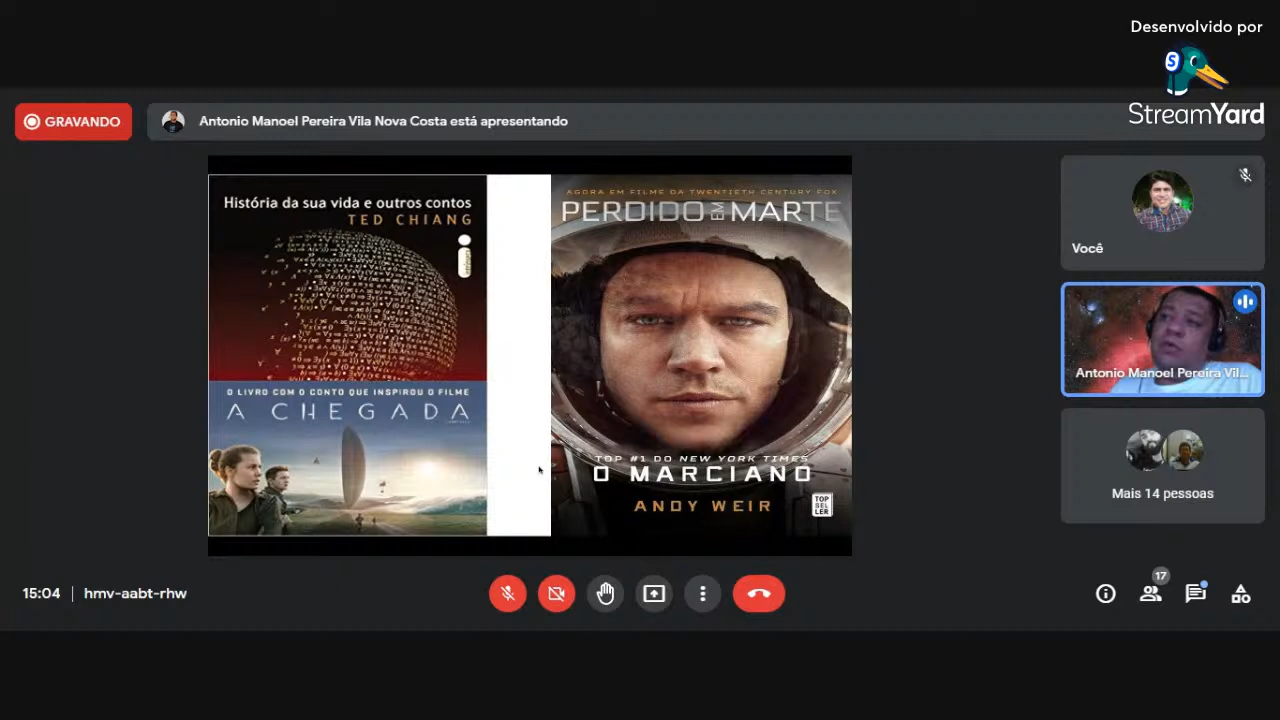 Desenvolvido por
StreamYard
GRAVANDO
Antonio Manoel Pereira Vila Nova Costa está apresentando
História da sua vida e outros contos
TED CHIANG
O LIVRO COM O CONTO QUE INSPIROU O FILME
A CHEGADA
AGORA EM FILME DA TWENTIETH CENTURY FOX
PERDIDO EM MARTE
TOP #1 DO NEW YORK TIMES
O MARCIANO
ANDY WEIR
TOP
SEL
LER
Você
Antonio Manoel Pereira Vil...
Mais 14 pessoas
15:04 | hmv-aabt-rhw
17